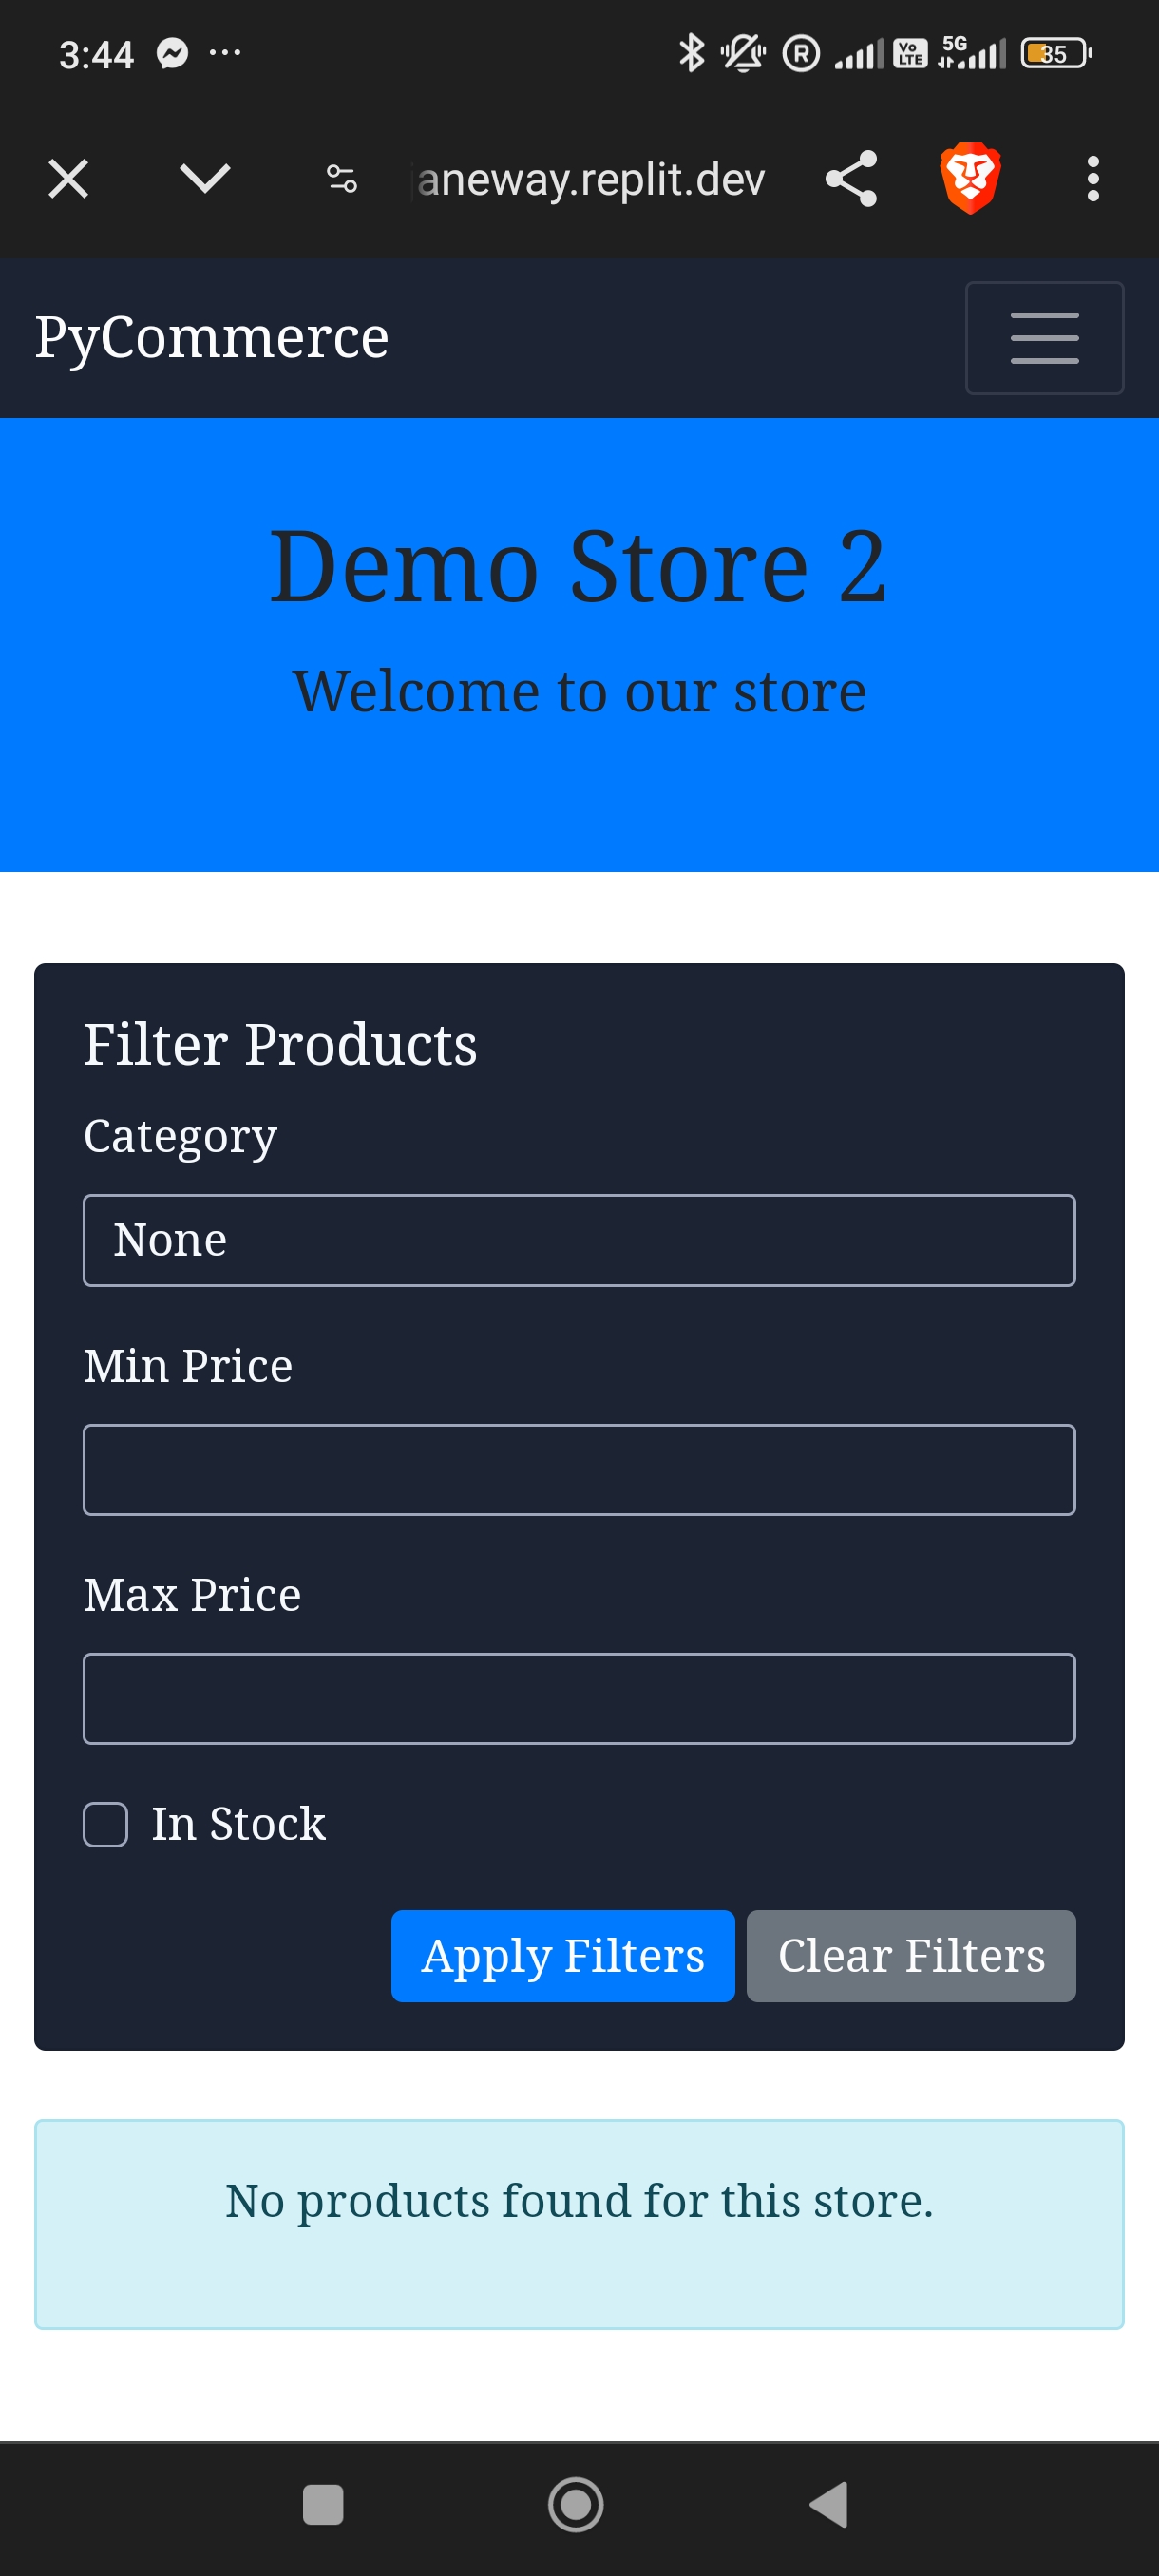 3:44
R
Vo LTE
5G
35
aneway.replit.dev
PyCommerce
Demo Store 2
Welcome to our store
Filter Products
Category
None
Min Price
Max Price
In Stock
Apply Filters
Clear Filters
No products found for this store.